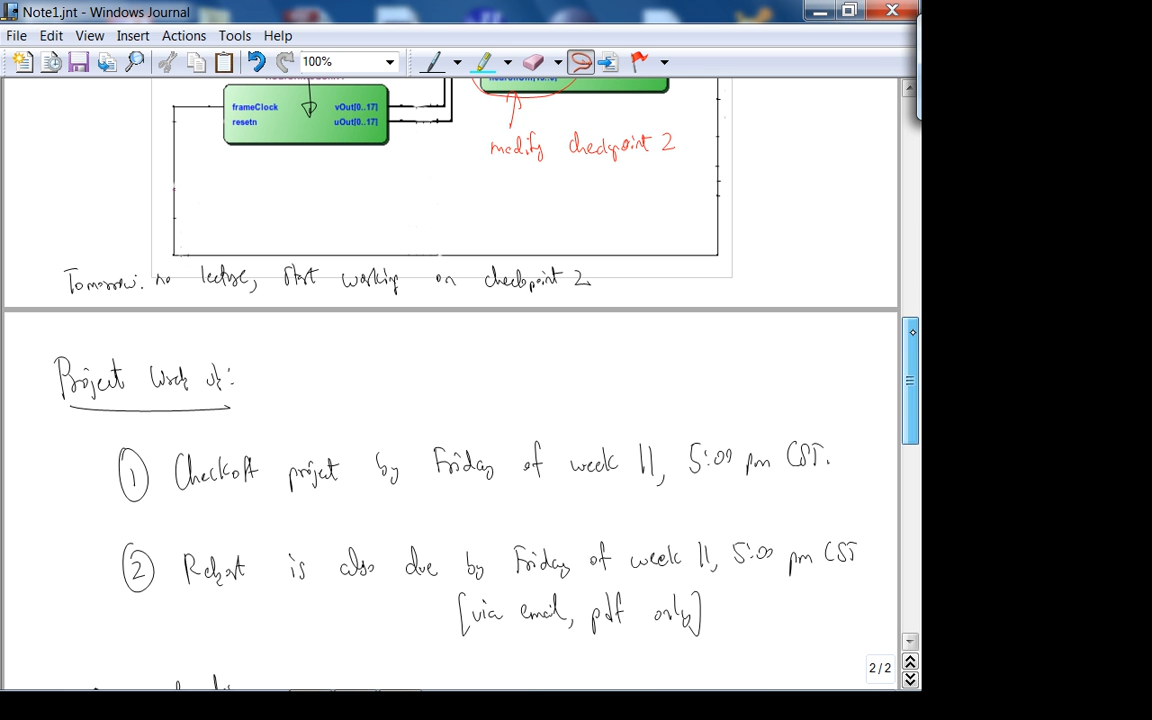 Note1.jnt - Windows Journal
File Edit View Insert Actions Tools Help
100%
frameClock vOut[0..17]
resetn uOut[0..17]
modify checkpoint 2
Tomorrow: no lecture, start working on checkpoint 2
Project Work
① Checkoff project by Friday of week 11, 5:00 pm CST.
② Report is also due by Friday of week 11, 5:00 pm CST
[via email, pdf only]
2 / 2